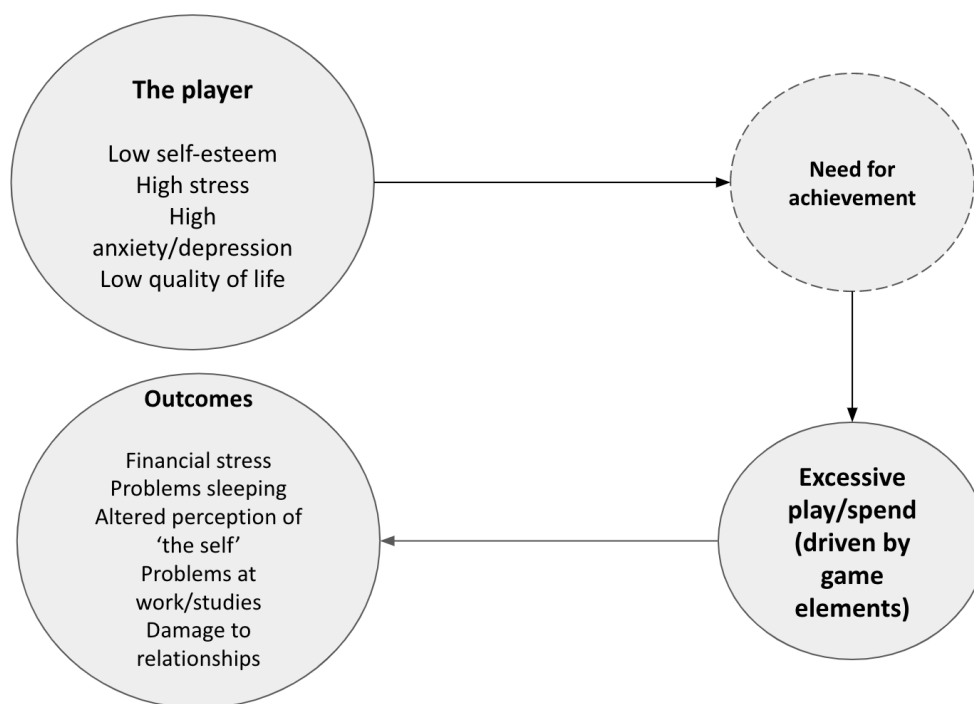 The player
Low self-esteem
High stress
High
anxiety/depression
Low quality of life
Need for
achievement
Outcomes
Financial stress
Problems sleeping
Altered perception of
‘the self’
Problems at
work/studies
Damage to
relationships
Excessive
play/spend
(driven by
game
elements)